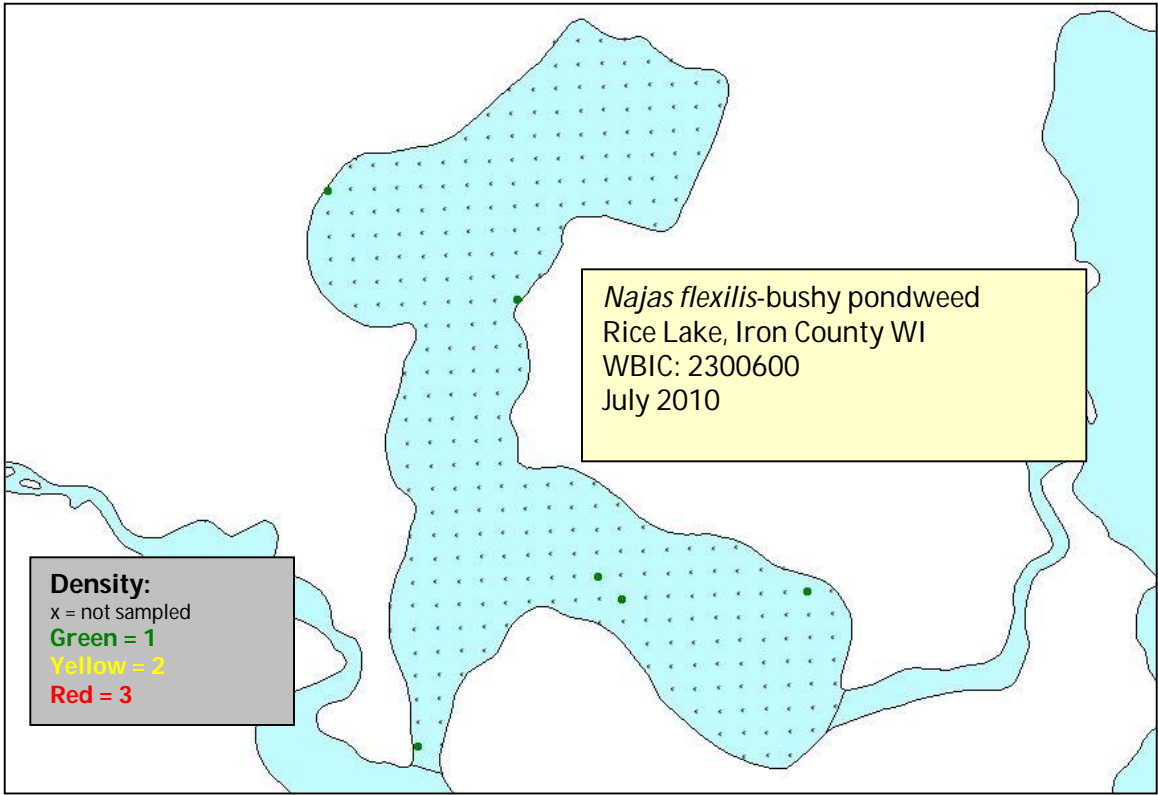 Najas flexilis-bushy pondweed
Rice Lake, Iron County WI
WBIC: 2300600
July 2010
Density:
x = not sampled
Green = 1
Yellow = 2
Red = 3